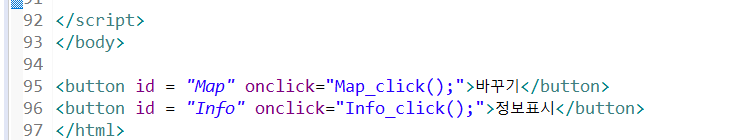 91
92 </script>
93 </body>
94
95 <button id = "Map" onclick="Map_click();">바꾸기</button>
96 <button id = "Info" onclick="Info_click();">정보표시</button>
97 </html>